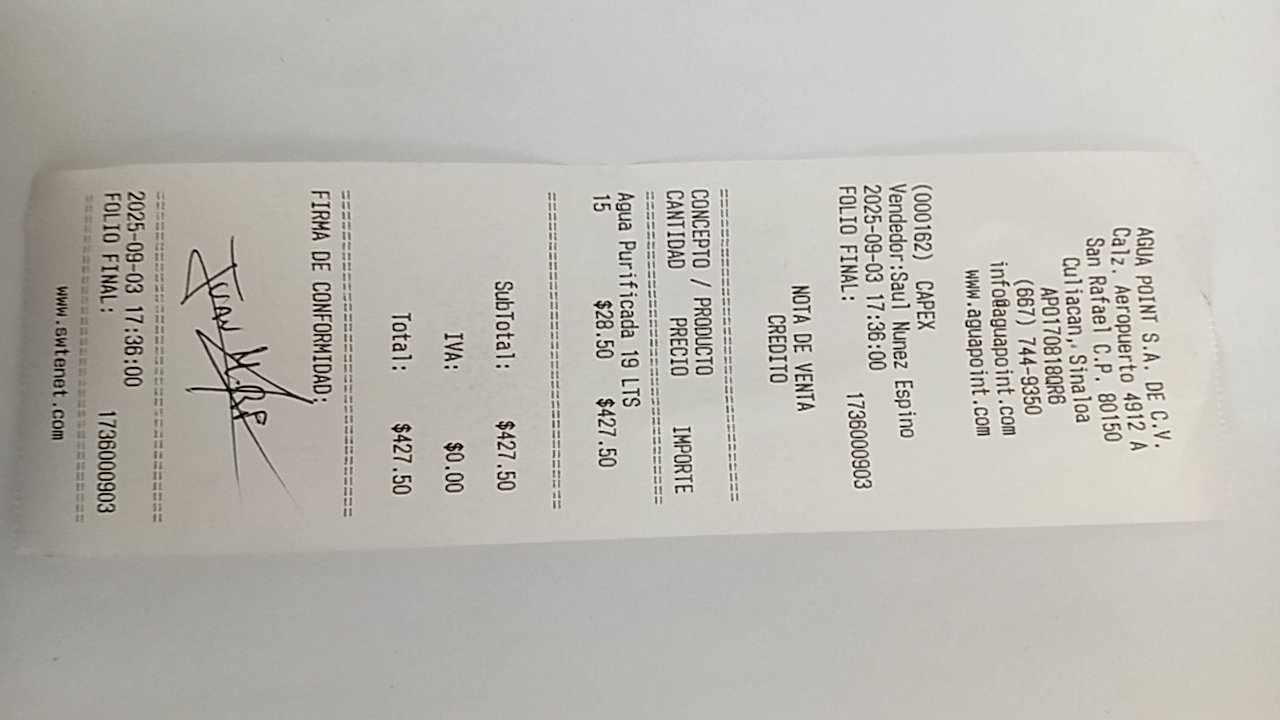 AGUA POINT S.A. DE C.V.
Calz. Aeropuerto 4912 A
San Rafael C.P. 80150
Culiacan, Sinaloa
APO170818QR6
(667) 744-9350
info@aguapoint.com
www.aguapoint.com
(000162) CAPEX
Vendedor:Saul Nunez Espino
2025-09-03 17:36:00
FOLIO FINAL: 1736000903
NOTA DE VENTA
CREDITO
CONCEPTO / PRODUCTO
CANTIDAD PRECIO IMPORTE
Agua Purificada 19 LTS
15 $28.50 $427.50
SubTotal: $427.50
IVA: $0.00
Total: $427.50
FIRMA DE CONFORMIDAD:
Juan
2025-09-03 17:36:00
FOLIO FINAL: 1736000903
www.swtenet.com